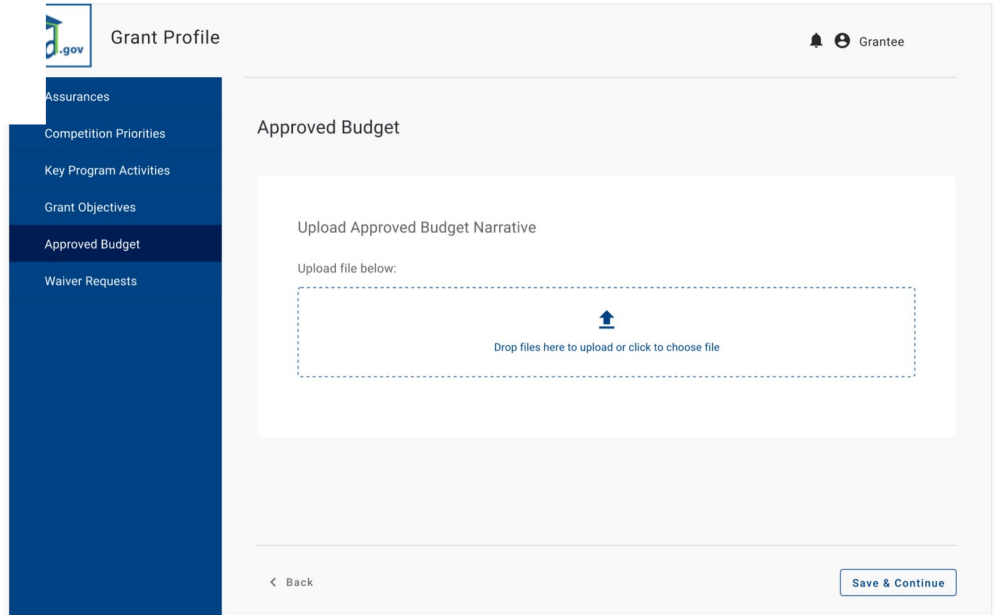 .gov
Grant Profile
Grantee
Assurances
Competition Priorities
Key Program Activities
Grant Objectives
Approved Budget
Waiver Requests
Approved Budget
Upload Approved Budget Narrative
Upload file below:
Drop files here to upload or click to choose file
Back
Save & Continue